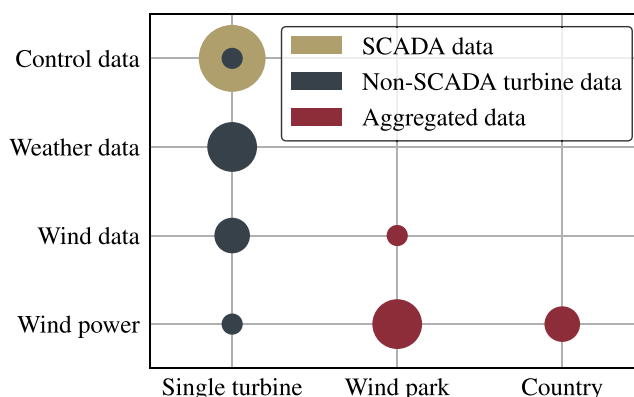 Control data
Weather data
Wind data
Wind power
SCADA data
Non-SCADA turbine data
Aggregated data
Single turbine
Wind park
Country